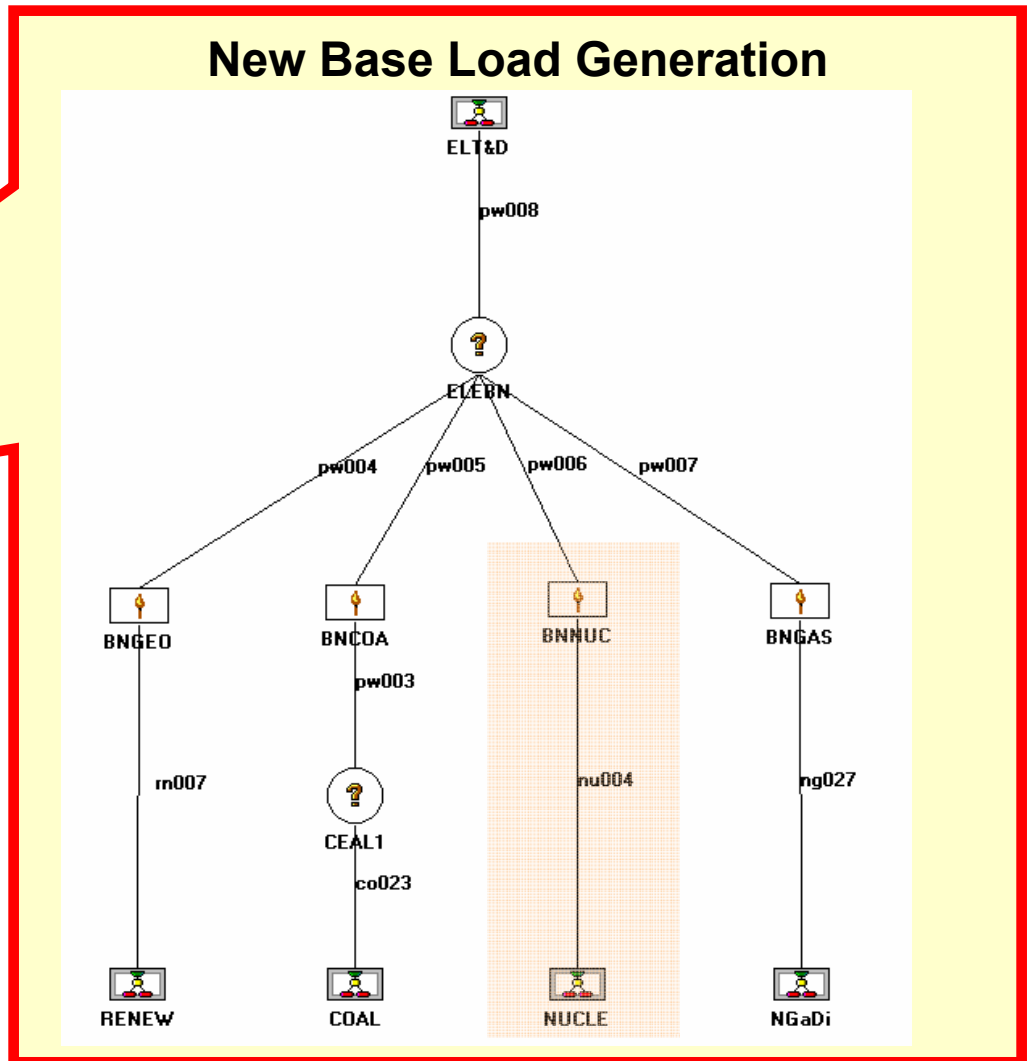 New Base Load Generation
ELT&D
pw008
ELEBN
pw004
pw005
pw006
pw007
BNGEO
BNCOA
BNNUC
BNGAS
pw003
rn007
nu004
ng027
CEAL1
co023
RENEW
COAL
NUCLE
NGaDi